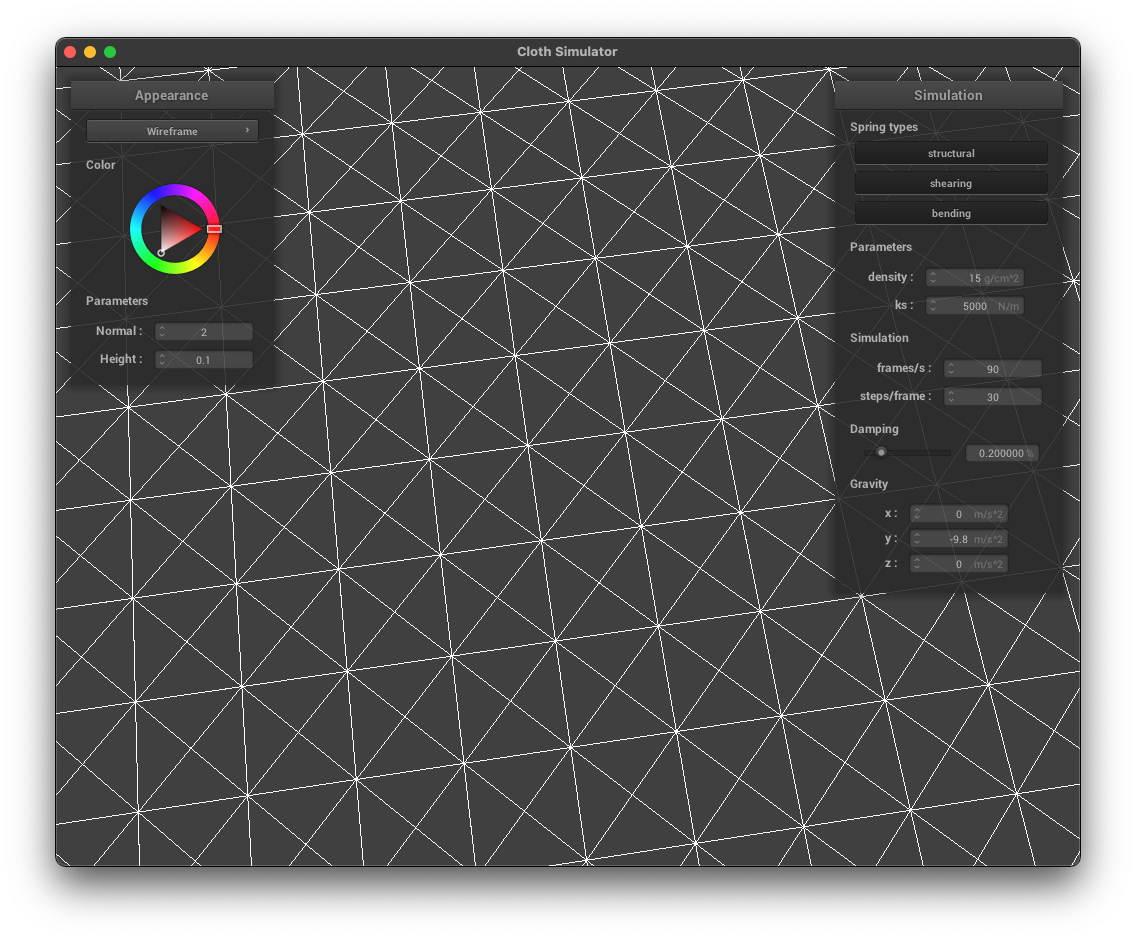 Cloth Simulator
Appearance
Wireframe
Color
Parameters
Normal : 2
Height : 0.1
Simulation
Spring types
structural
shearing
bending
Parameters
density : 15 g/cm^2
ks : 5000 N/m
Simulation
frames/s : 90
steps/frame : 30
Damping
0.200000 %
Gravity
x : 0 m/s^2
y : -9.8 m/s^2
z : 0 m/s^2